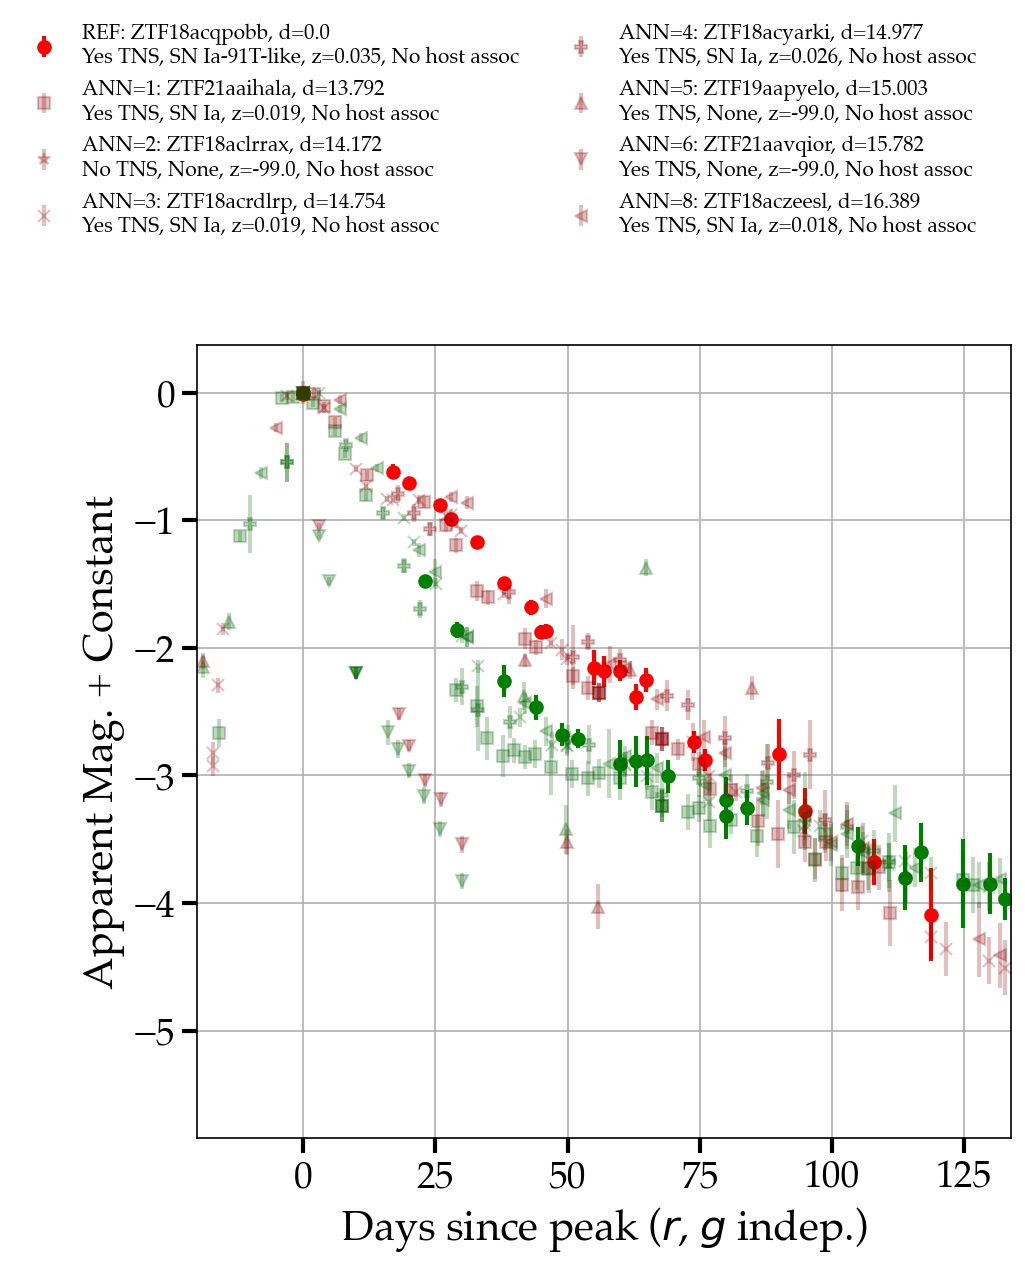 REF: ZTF18acqpobb, d=0.0
Yes TNS, SN Ia-91T-like, z=0.035, No host assoc
ANN=1: ZTF21aaihala, d=13.792
Yes TNS, SN Ia, z=0.019, No host assoc
ANN=2: ZTF18aclrrax, d=14.172
No TNS, None, z=-99.0, No host assoc
ANN=3: ZTF18acrdlrp, d=14.754
Yes TNS, SN Ia, z=0.019, No host assoc
ANN=4: ZTF18acyarki, d=14.977
Yes TNS, SN Ia, z=0.026, No host assoc
ANN=5: ZTF19aapyelo, d=15.003
Yes TNS, None, z=-99.0, No host assoc
ANN=6: ZTF21aavqior, d=15.782
Yes TNS, None, z=-99.0, No host assoc
ANN=8: ZTF18aczeesl, d=16.389
Yes TNS, SN Ia, z=0.018, No host assoc
Apparent Mag. + Constant
0
−1
−2
−3
−4
−5
0 25 50 75 100 125
Days since peak (r, g indep.)